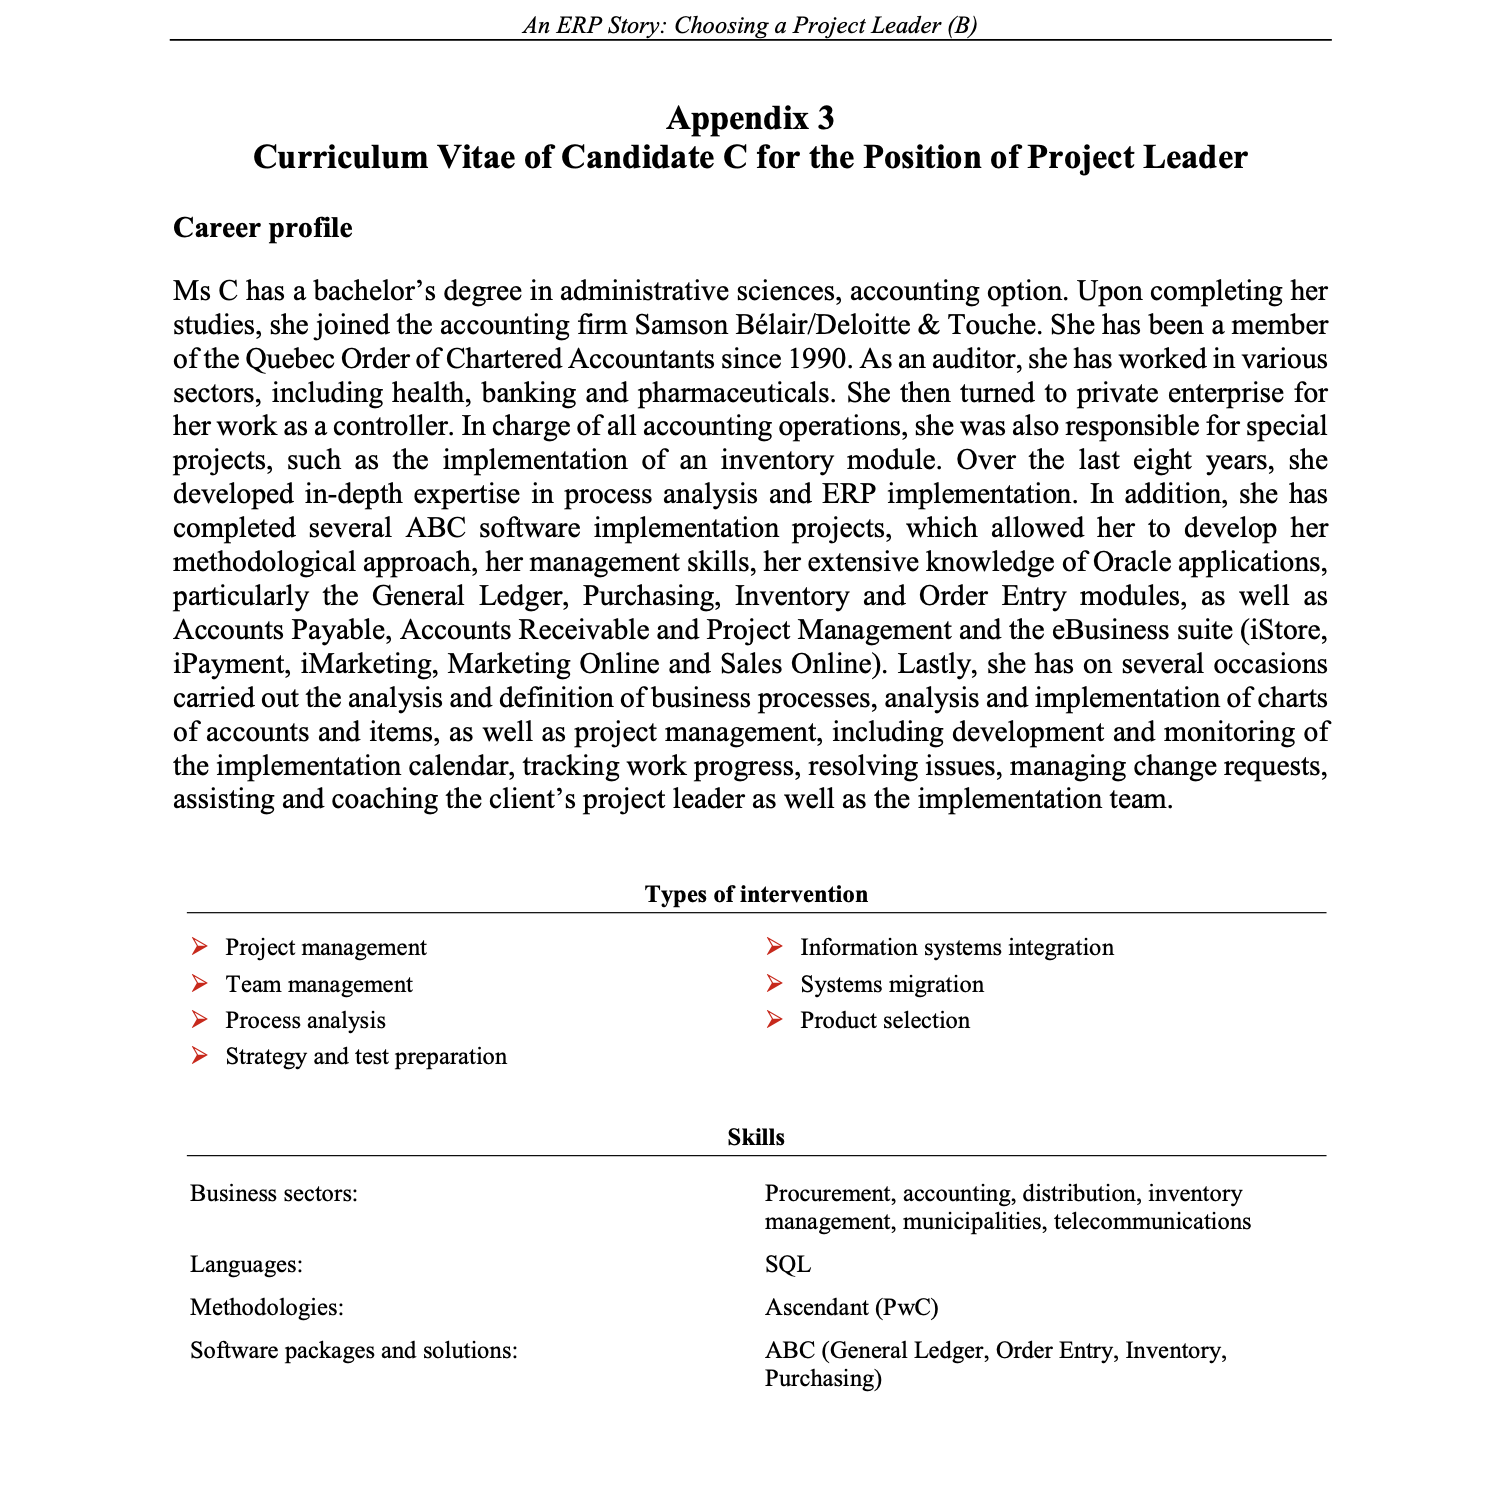 An ERP Story: Choosing a Project Leader (B)
Appendix 3
Curriculum Vitae of Candidate C for the Position of Project Leader
Career profile
Ms C has a bachelor’s degree in administrative sciences, accounting option. Upon completing her
studies, she joined the accounting firm Samson Bélair/Deloitte & Touche. She has been a member
of the Quebec Order of Chartered Accountants since 1990. As an auditor, she has worked in various
sectors, including health, banking and pharmaceuticals. She then turned to private enterprise for
her work as a controller. In charge of all accounting operations, she was also responsible for special
projects, such as the implementation of an inventory module. Over the last eight years, she
developed in-depth expertise in process analysis and ERP implementation. In addition, she has
completed several ABC software implementation projects, which allowed her to develop her
methodological approach, her management skills, her extensive knowledge of Oracle applications,
particularly the General Ledger, Purchasing, Inventory and Order Entry modules, as well as
Accounts Payable, Accounts Receivable and Project Management and the eBusiness suite (iStore,
iPayment, iMarketing, Marketing Online and Sales Online). Lastly, she has on several occasions
carried out the analysis and definition of business processes, analysis and implementation of charts
of accounts and items, as well as project management, including development and monitoring of
the implementation calendar, tracking work progress, resolving issues, managing change requests,
assisting and coaching the client’s project leader as well as the implementation team.
Types of intervention
➢ Project management
➢ Team management
➢ Process analysis
➢ Strategy and test preparation
➢ Information systems integration
➢ Systems migration
➢ Product selection
Skills
Business sectors:
Procurement, accounting, distribution, inventory
management, municipalities, telecommunications
Languages:
SQL
Methodologies:
Ascendant (PwC)
Software packages and solutions:
ABC (General Ledger, Order Entry, Inventory,
Purchasing)